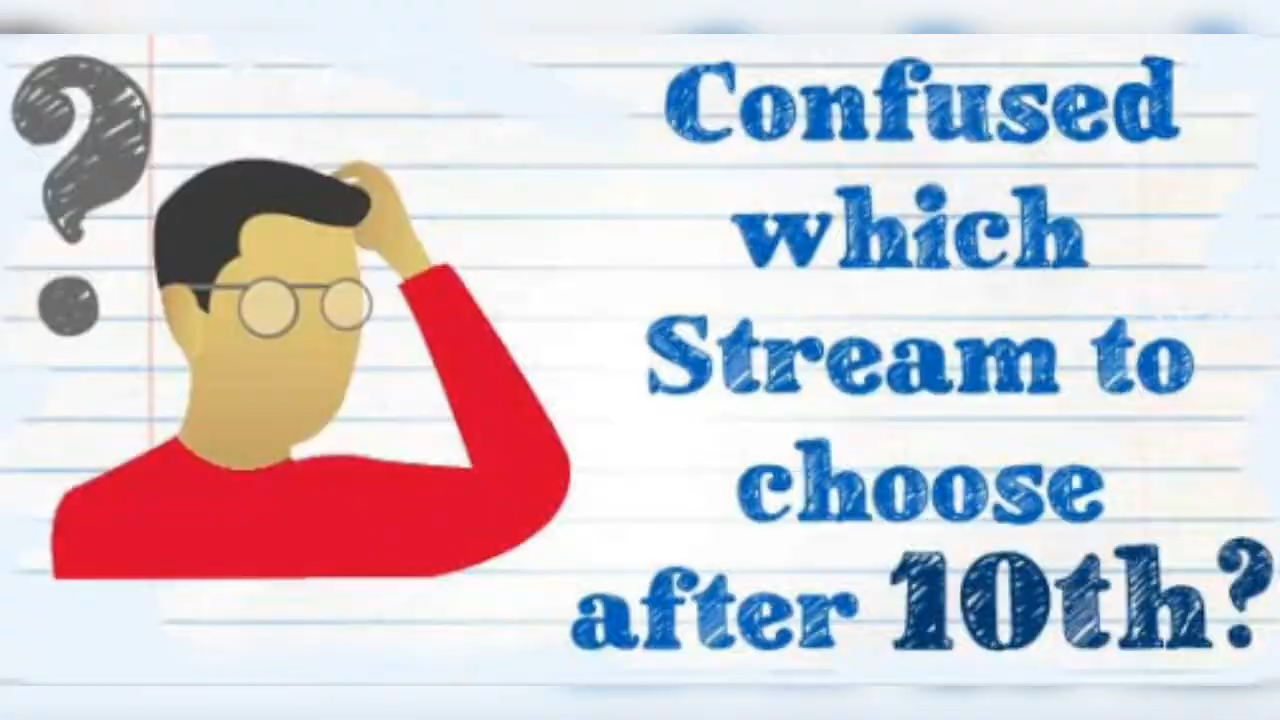 Confused
which
Stream to
choose
after 10th?